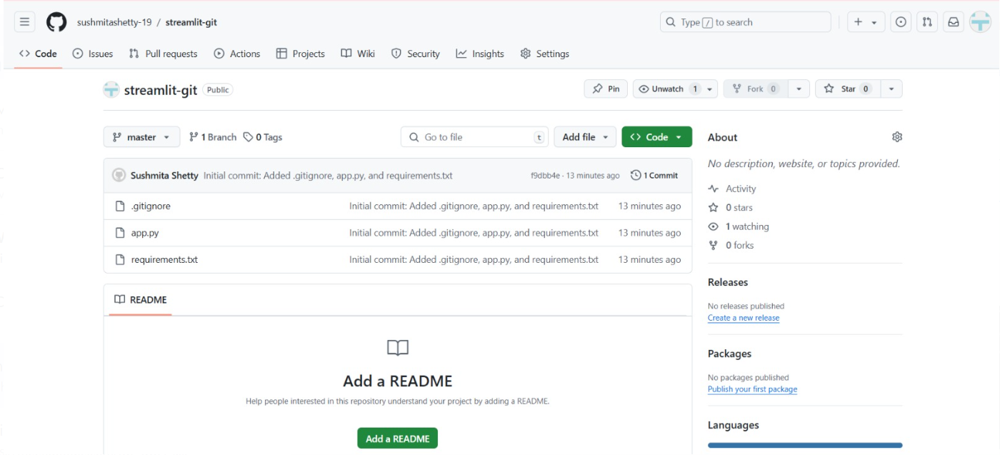 sushmitashetty-19 / streamlit-git
Type / to search
Code Issues Pull requests Actions Projects Wiki Security Insights Settings
streamlit-git Public
Pin Unwatch 1 Fork 0 Star 0
master 1 Branch 0 Tags Go to file t Add file Code
Sushmita Shetty Initial commit: Added .gitignore, app.py, and requirements.txt f9dbb4e · 13 minutes ago 1 Commit
.gitignore Initial commit: Added .gitignore, app.py, and requirements.txt 13 minutes ago
app.py Initial commit: Added .gitignore, app.py, and requirements.txt 13 minutes ago
requirements.txt Initial commit: Added .gitignore, app.py, and requirements.txt 13 minutes ago
README
Add a README
Help people interested in this repository understand your project by adding a README.
Add a README
About
No description, website, or topics provided.
Activity
0 stars
1 watching
0 forks
Releases
No releases published
Create a new release
Packages
No packages published
Publish your first package
Languages